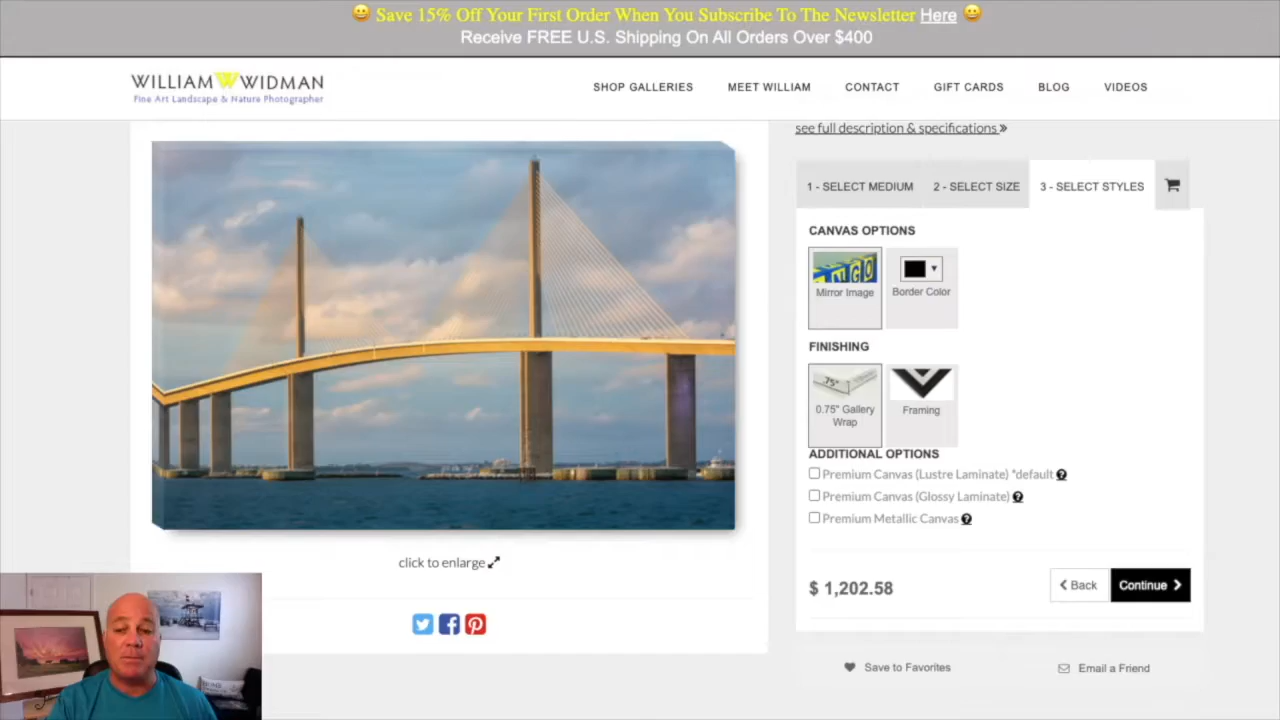 Save 15% Off Your First Order When You Subscribe To The Newsletter Here
Receive FREE U.S. Shipping On All Orders Over $400
WILLIAM W WIDMAN
Fine Art Landscape & Nature Photographer
SHOP GALLERIES
MEET WILLIAM
CONTACT
GIFT CARDS
BLOG
VIDEOS
see full description & specifications »
1 - SELECT MEDIUM
2 - SELECT SIZE
3 - SELECT STYLES
CANVAS OPTIONS
Mirror Image
Border Color
FINISHING
.75"
0.75" Gallery
Wrap
Framing
ADDITIONAL OPTIONS
Premium Canvas (Lustre Laminate) *default
Premium Canvas (Glossy Laminate)
Premium Metallic Canvas
click to enlarge
$ 1,202.58
Back
Continue
Save to Favorites
Email a Friend